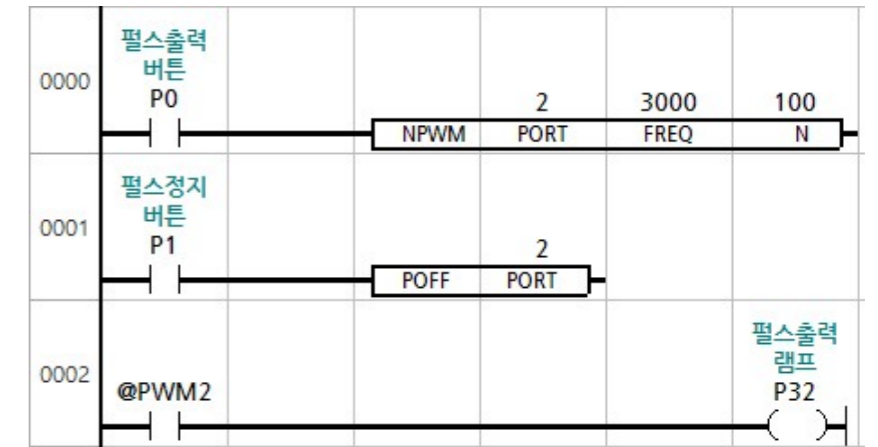 0000
펄스출력
버튼
P0
2 3000 100
NPWM PORT FREQ N
0001
펄스정지
버튼
P1
2
POFF PORT
0002
@PWM2
펄스출력
램프
P32